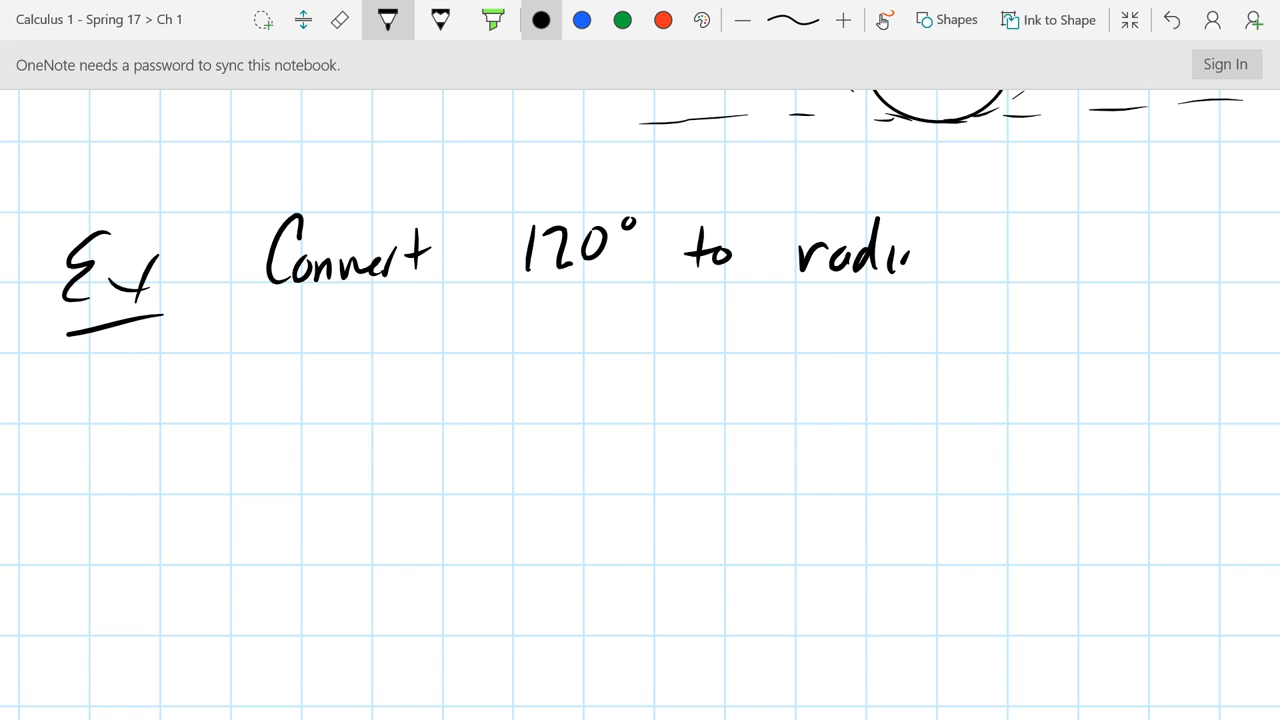 Calculus 1 - Spring 17 > Ch 1
Shapes
Ink to Shape
OneNote needs a password to sync this notebook.
Sign In
Ex Convert 120° to radi